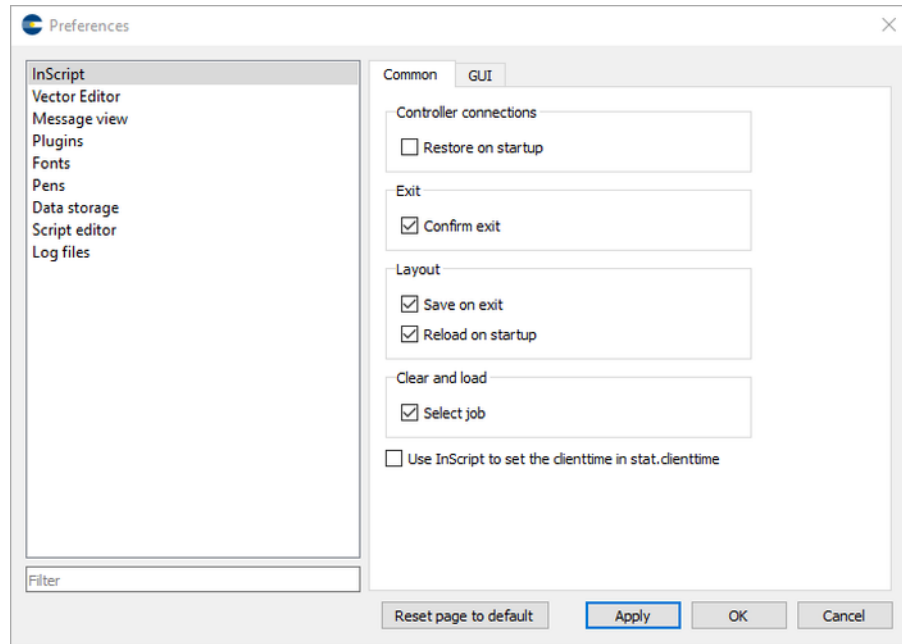 Preferences
InScript
Vector Editor
Message view
Plugins
Fonts
Pens
Data storage
Script editor
Log files
Filter
Common
GUI
Controller connections
Restore on startup
Exit
Confirm exit
Layout
Save on exit
Reload on startup
Clear and load
Select job
Use InScript to set the clienttime in stat.clienttime
Reset page to default
Apply
OK
Cancel